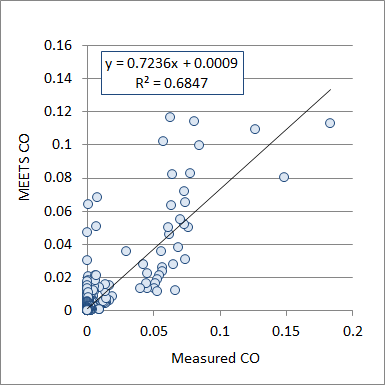 0.16
y = 0.7236x + 0.0009
R² = 0.6847
0.14
0.12
0.1
0.08
0.06
0.04
0.02
0
MEETS CO
0 0.05 0.1 0.15 0.2
Measured CO